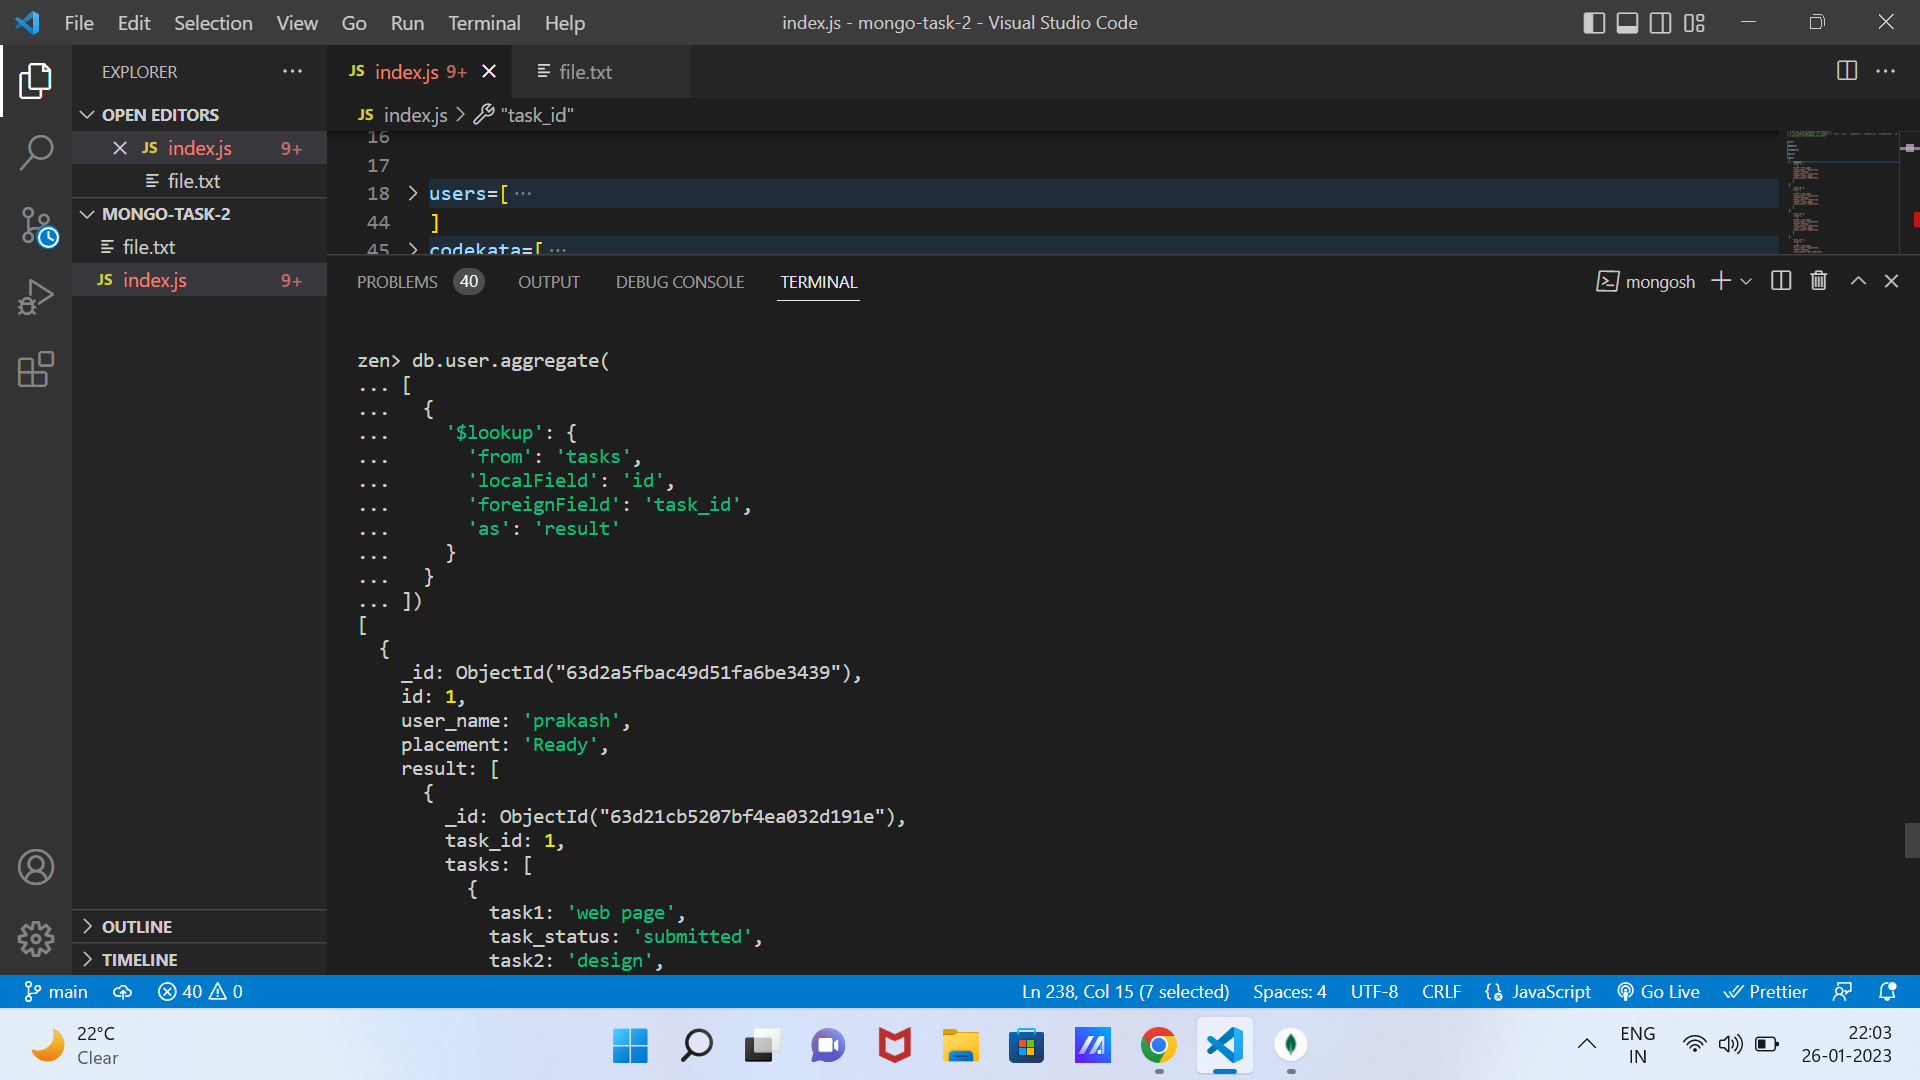 File Edit Selection View Go Run Terminal Help
index.js - mongo-task-2 - Visual Studio Code
EXPLORER
OPEN EDITORS
JS index.js 9+
file.txt
MONGO-TASK-2
file.txt
JS index.js 9+
OUTLINE
TIMELINE
JS index.js 9+
file.txt
JS index.js > "task_id"
16
17
18 users=[ ...
44 ]
45 codekata=[ ...
PROBLEMS 40 OUTPUT DEBUG CONSOLE TERMINAL
mongosh
zen> db.user.aggregate(
... [
... {
... '$lookup': {
... 'from': 'tasks',
... 'localField': 'id',
... 'foreignField': 'task_id',
... 'as': 'result'
... }
... }
... ])
[
{
_id: ObjectId("63d2a5fbac49d51fa6be3439"),
id: 1,
user_name: 'prakash',
placement: 'Ready',
result: [
{
_id: ObjectId("63d21cb5207bf4ea032d191e"),
task_id: 1,
tasks: [
{
task1: 'web page',
task_status: 'submitted',
task2: 'design',
main 40 0 Ln 238, Col 15 (7 selected) Spaces: 4 UTF-8 CRLF JavaScript Go Live Prettier
22°C
Clear
ENG
IN
22:03
26-01-2023